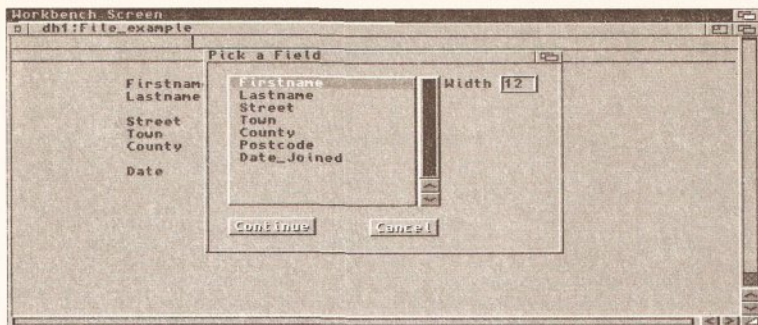 Workbench Screen
dh1:File_example
Pick a Field
Firstnam
Lastname
Street
Town
County
Date
Firstname
Lastname
Street
Town
County
Postcode
Date_Joined
Width 12
Continue
Cancel